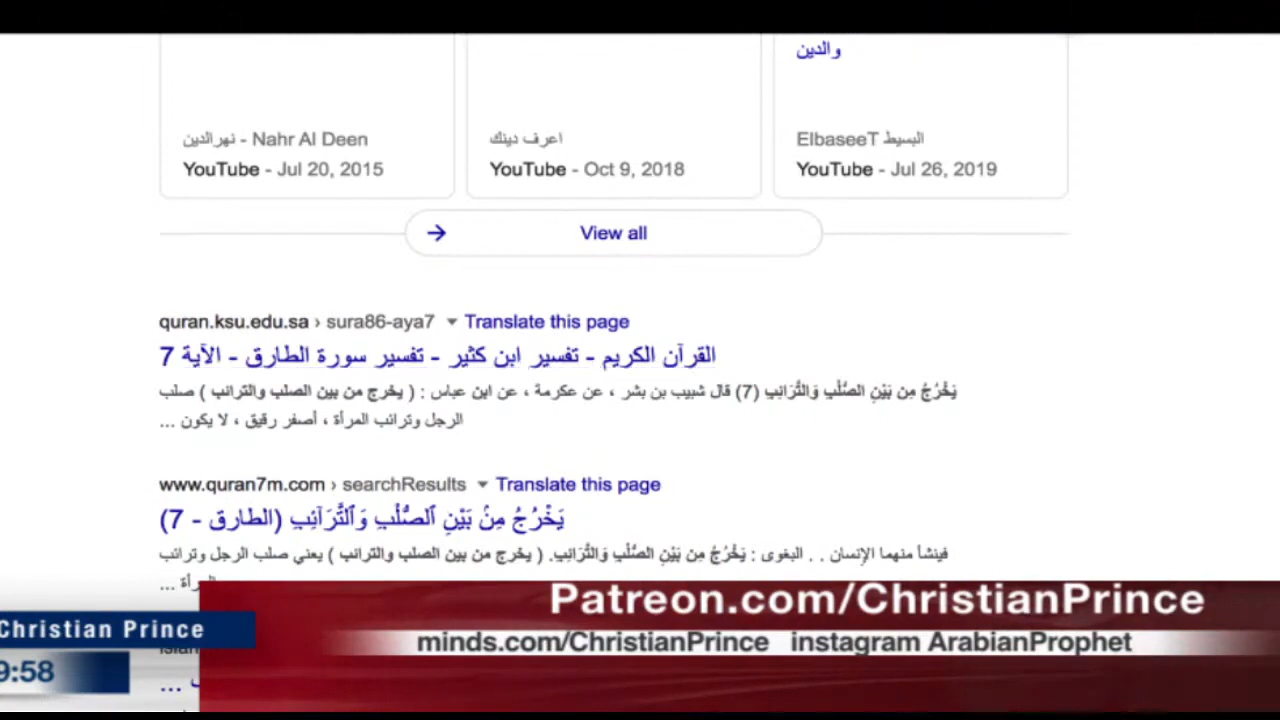 والدين
نهرالدين - Nahr Al Deen
YouTube - Jul 20, 2015
اعرف دينك
YouTube - Oct 9, 2018
ElbaseeT البسيط
YouTube - Jul 26, 2019
→ View all
quran.ksu.edu.sa › sura86-aya7 ▾ Translate this page
القرآن الكريم - تفسير ابن كثير - تفسير سورة الطارق - الآية 7
يَخْرُجُ مِن بَيْنِ الصُّلْبِ وَالتَّرَائِبِ (7) قال شبيب بن بشر ، عن عكرمة ، عن ابن عباس : ( يخرج من بين الصلب والترائب ) صلب
الرجل وترائب المرأة ، أصفر رقيق ، لا يكون ...
www.quran7m.com › searchResults ▾ Translate this page
يَخْرُجُ مِنۢ بَيْنِ ٱلصُّلْبِ وَٱلتَّرَآئِبِ (الطارق - 7)
فينشأ منهما الإنسان . . البغوى : يَخْرُجُ مِن بَيْنِ الصُّلْبِ وَالتَّرَائِبِ. ( يخرج من بين الصلب والترائب ) يعني صلب الرجل وترائب
Patreon.com/ChristianPrince
Christian Prince
minds.com/ChristianPrince instagram ArabianProphet
9:58